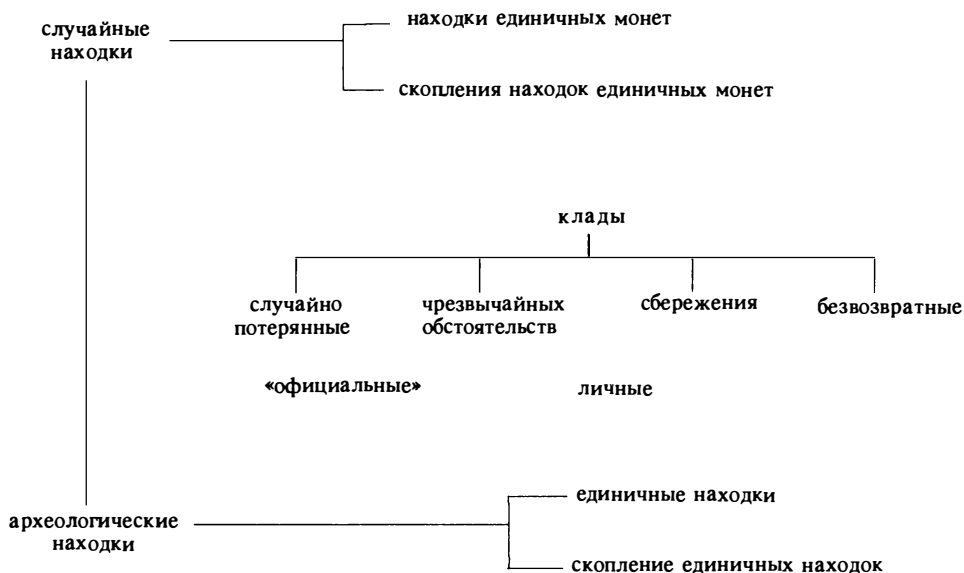 случайные
находки
находки единичных монет
скопления находок единичных монет
клады
случайно
потерянные
чрезвычайных
обстоятельств
сбережения
безвозвратные
«официальные»
личные
археологические
находки
единичные находки
скопление единичных находок